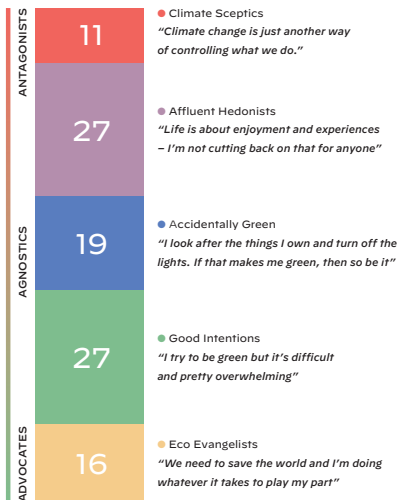 ANTAGONISTS
11
Climate Sceptics
“Climate change is just another way
of controlling what we do.”
27
Affluent Hedonists
“Life is about enjoyment and experiences
– I’m not cutting back on that for anyone”
AGNOSTICS
19
Accidentally Green
“I look after the things I own and turn off the
lights. If that makes me green, then so be it”
27
Good Intentions
“I try to be green but it’s difficult
and pretty overwhelming”
ADVOCATES
16
Eco Evangelists
“We need to save the world and I’m doing
whatever it takes to play my part”